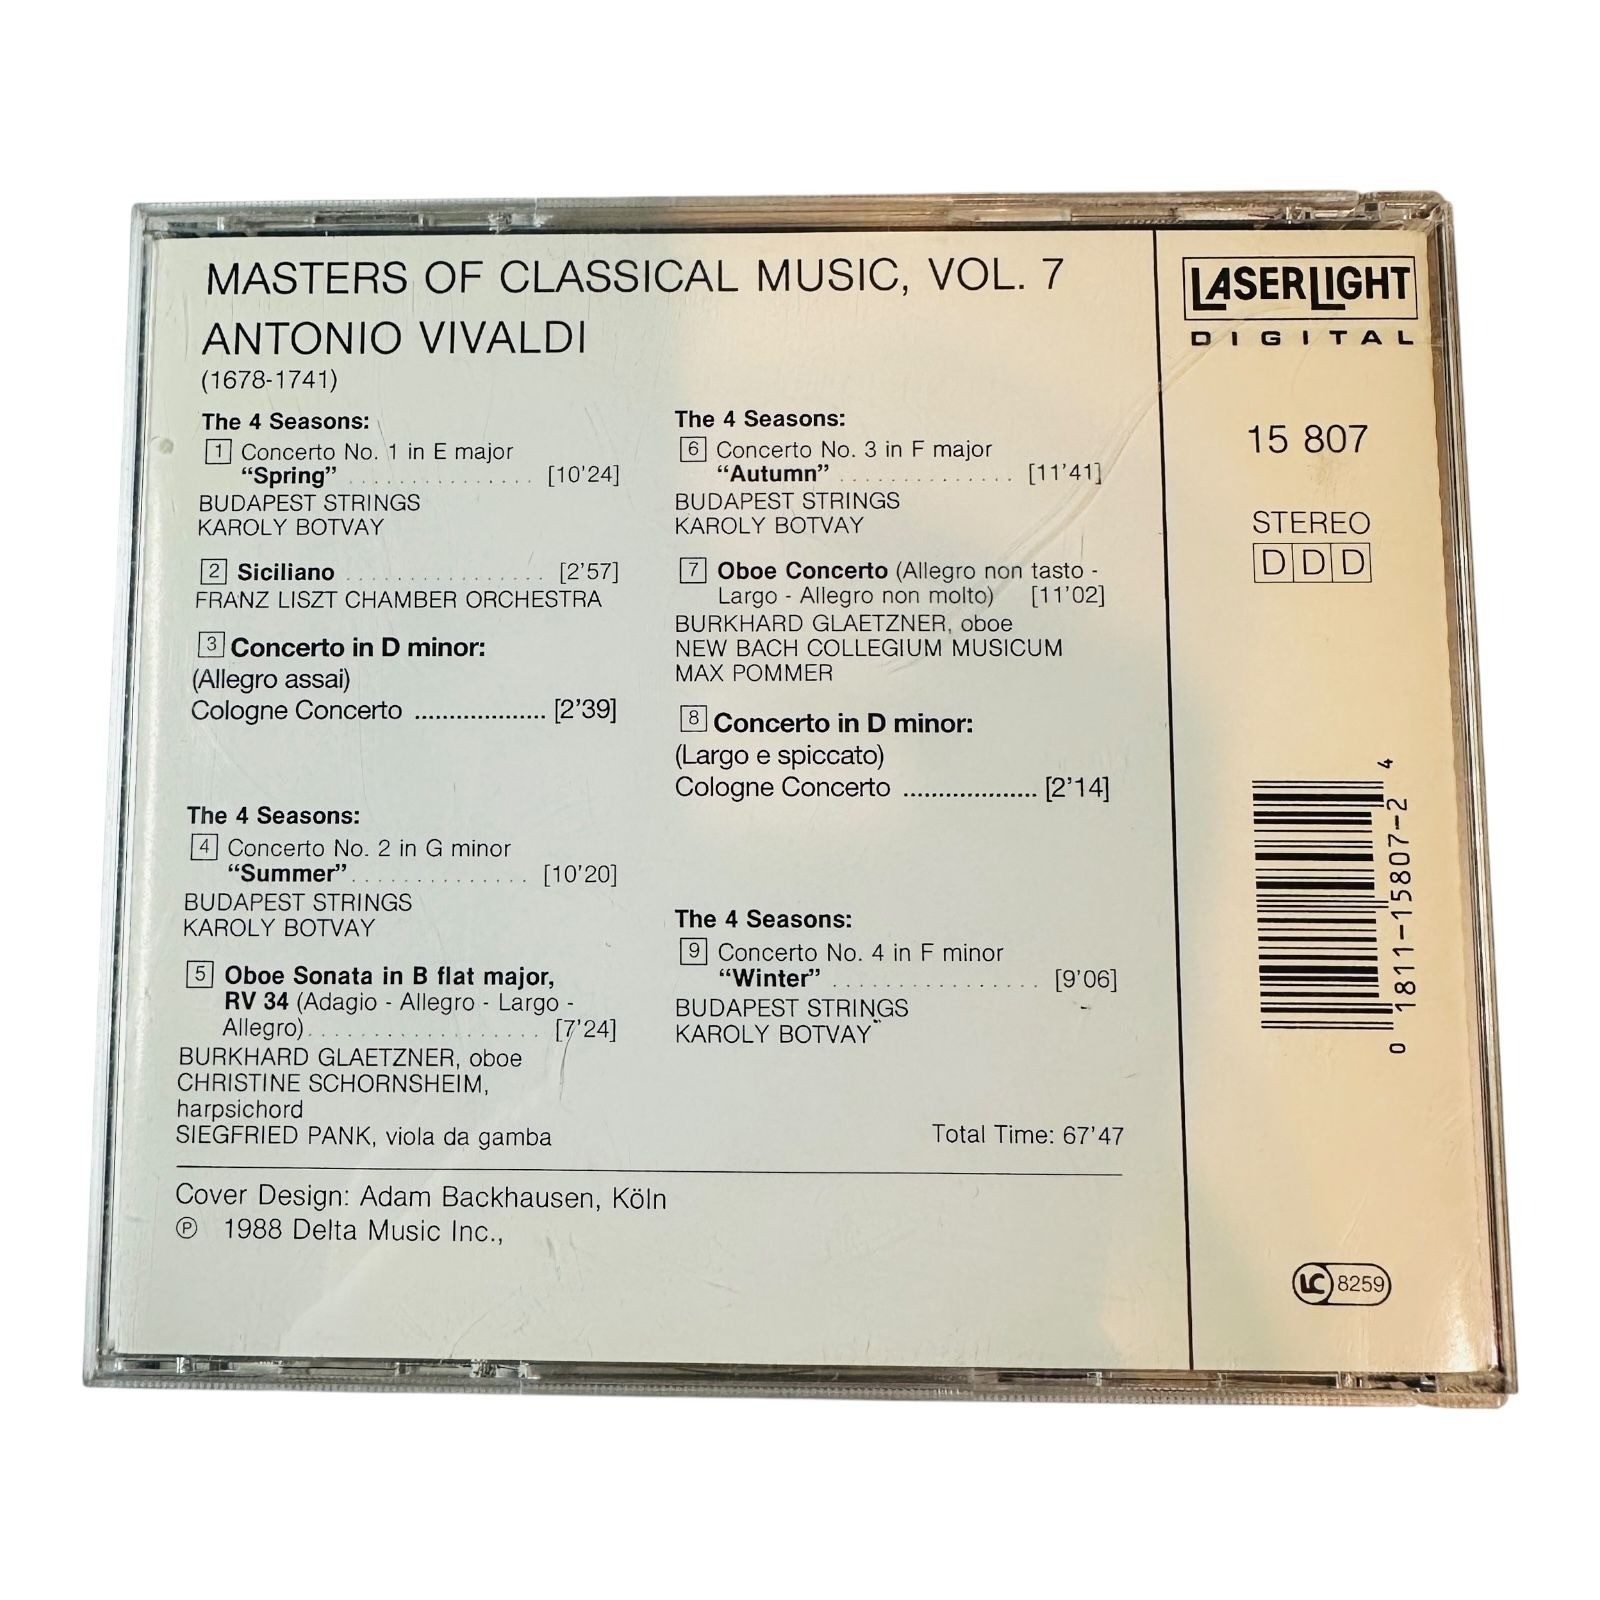 MASTERS OF CLASSICAL MUSIC, VOL. 7
ANTONIO VIVALDI
(1678-1741)
The 4 Seasons:
1 Concerto No. 1 in E major
“Spring” . . . . . . . . . . . . . . . [10'24]
BUDAPEST STRINGS
KAROLY BOTVAY
2 Siciliano . . . . . . . . . . . . . . . . [2'57]
FRANZ LISZT CHAMBER ORCHESTRA
3 Concerto in D minor:
(Allegro assai)
Cologne Concerto ................... [2’39]
The 4 Seasons:
4 Concerto No. 2 in G minor
“Summer” . . . . . . . . . . . . . . [10'20]
BUDAPEST STRINGS
KAROLY BOTVAY
5 Oboe Sonata in B flat major,
RV 34 (Adagio - Allegro - Largo -
Allegro) . . . . . . . . . . . . . . . . . . [7'24]
BURKHARD GLAETZNER, oboe
CHRISTINE SCHORNSHEIM,
harpsichord
SIEGFRIED PANK, viola da gamba
The 4 Seasons:
6 Concerto No. 3 in F major
“Autumn” . . . . . . . . . . . . . . [11'41]
BUDAPEST STRINGS
KAROLY BOTVAY
7 Oboe Concerto (Allegro non tasto -
Largo - Allegro non molto) [11'02]
BURKHARD GLAETZNER, oboe
NEW BACH COLLEGIUM MUSICUM
MAX POMMER
8 Concerto in D minor:
(Largo e spiccato)
Cologne Concerto ................... [2’14]
The 4 Seasons:
9 Concerto No. 4 in F minor
“Winter” . . . . . . . . . . . . . . . . . [9'06]
BUDAPEST STRINGS
KAROLY BOTVAY
Total Time: 67'47
Cover Design: Adam Backhausen, Köln
℗ 1988 Delta Music Inc.,
LASERLIGHT
DIGITAL
15 807
STEREO
DDD
0 1811-15807-2 4
LC 8259